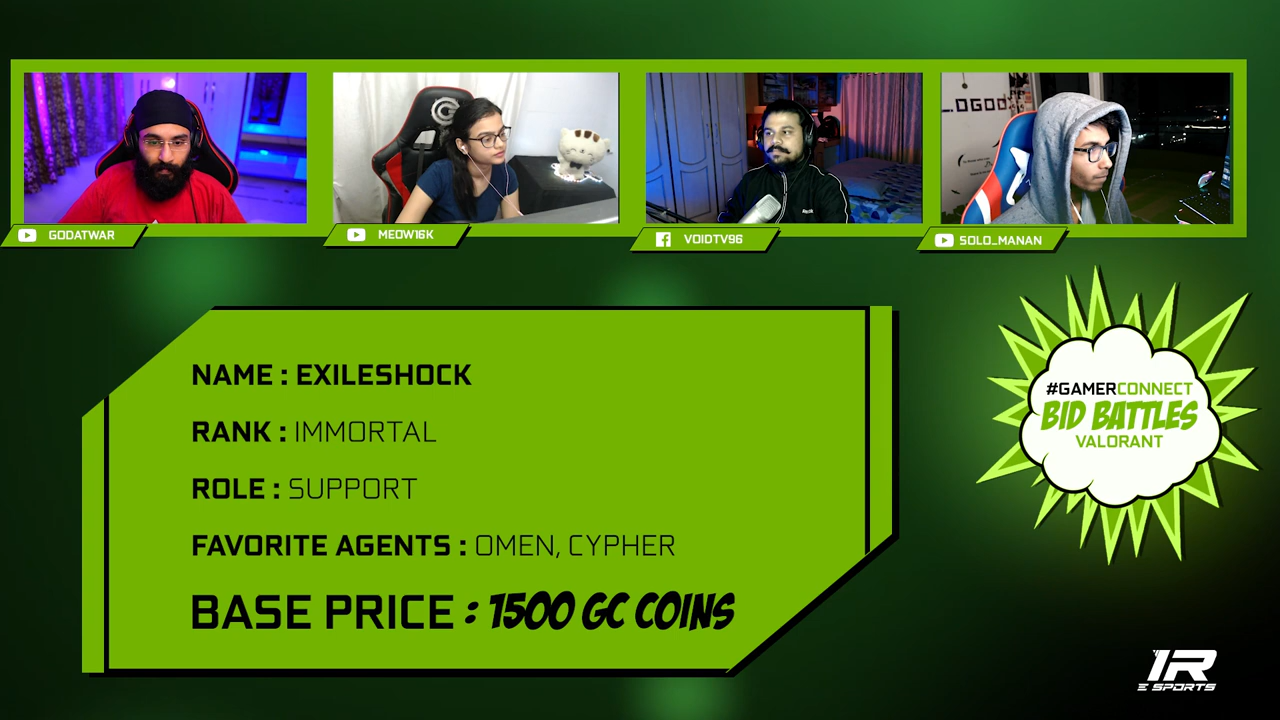 .OGOd
GODATWAR
MEOW16K
VOIDTV96
SOLO_MANAN
NAME : EXILESHOCK
RANK : IMMORTAL
ROLE : SUPPORT
FAVORITE AGENTS : OMEN, CYPHER
BASE PRICE : 1500 GC COINS
#GAMERCONNECT
BID BATTLES
VALORANT
IR
E SPORTS